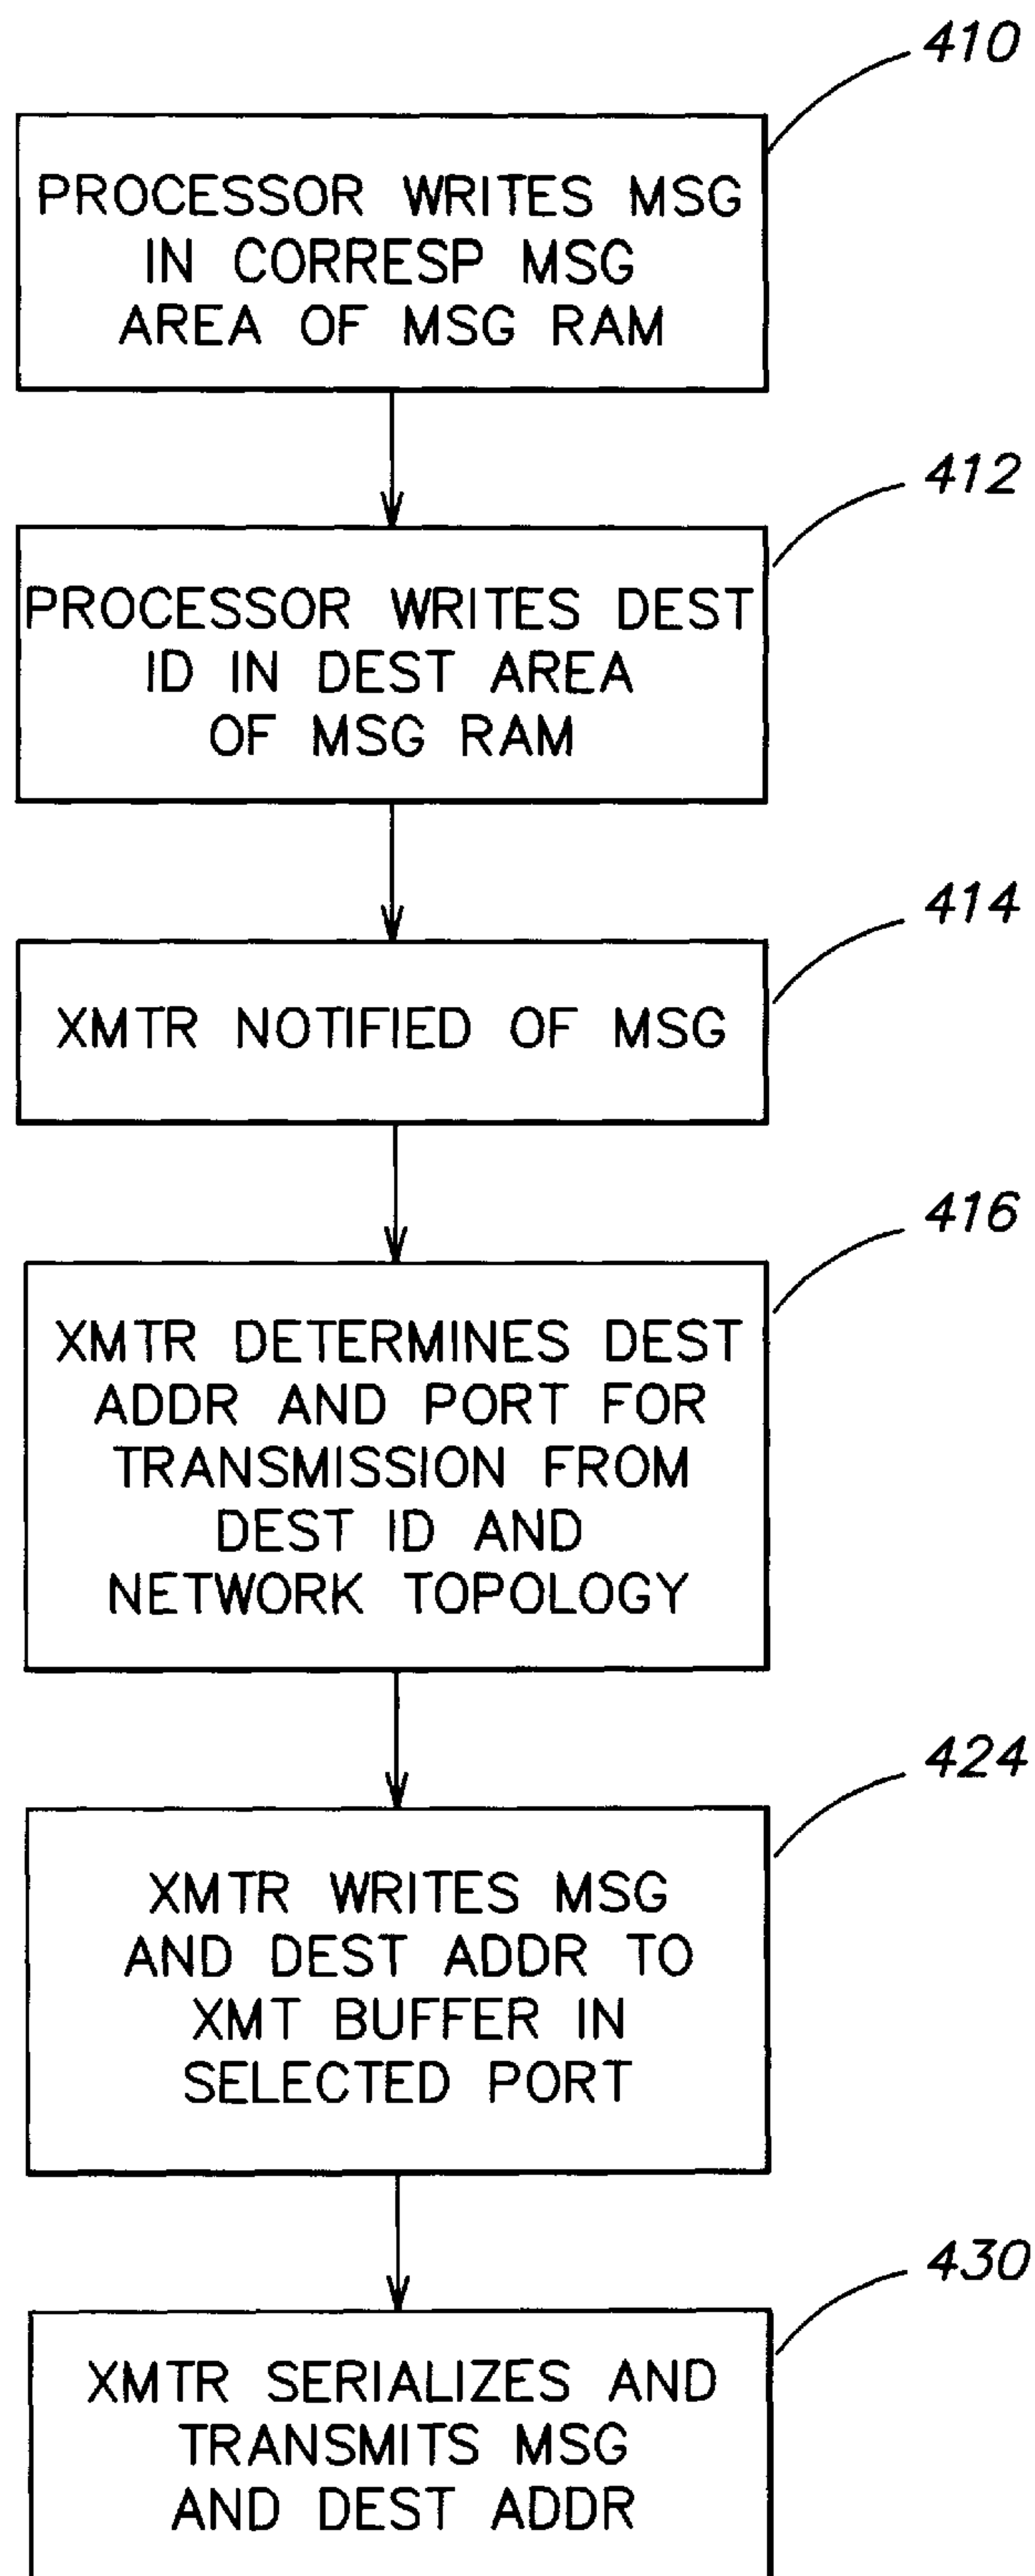 410
PROCESSOR WRITES MSG
IN CORRESP MSG
AREA OF MSG RAM
412
PROCESSOR WRITES DEST
ID IN DEST AREA
OF MSG RAM
414
XMTR NOTIFIED OF MSG
416
XMTR DETERMINES DEST
ADDR AND PORT FOR
TRANSMISSION FROM
DEST ID AND
NETWORK TOPOLOGY
424
XMTR WRITES MSG
AND DEST ADDR TO
XMT BUFFER IN
SELECTED PORT
430
XMTR SERIALIZES AND
TRANSMITS MSG
AND DEST ADDR